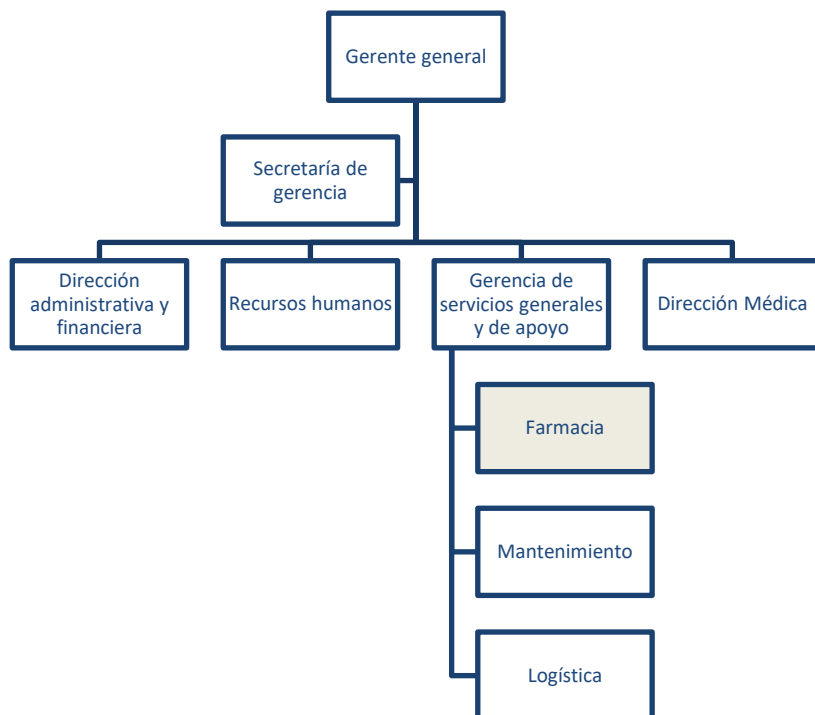 Gerente general
Secretaría de
gerencia
Dirección
administrativa y
financiera
Recursos humanos
Gerencia de
servicios generales
y de apoyo
Dirección Médica
Farmacia
Mantenimiento
Logística